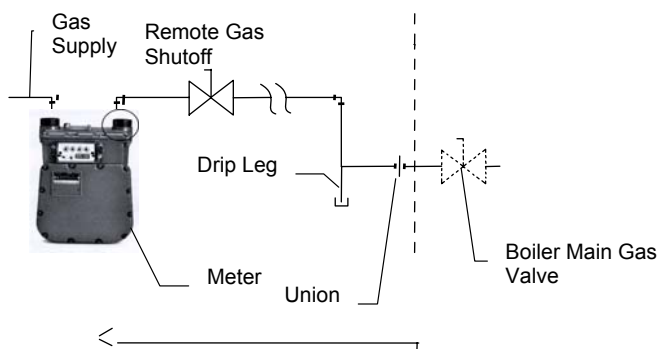 Gas
Supply
Remote Gas
Shutoff
Drip Leg
Meter
Union
Boiler Main Gas
Valve